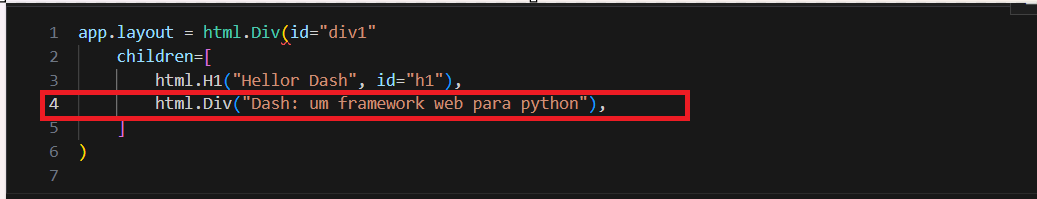 1 app.layout = html.Div(id="div1"
2     children=[
3         html.H1("Hellor Dash", id="h1"),
4         html.Div("Dash: um framework web para python"),
5     ]
6 )
7